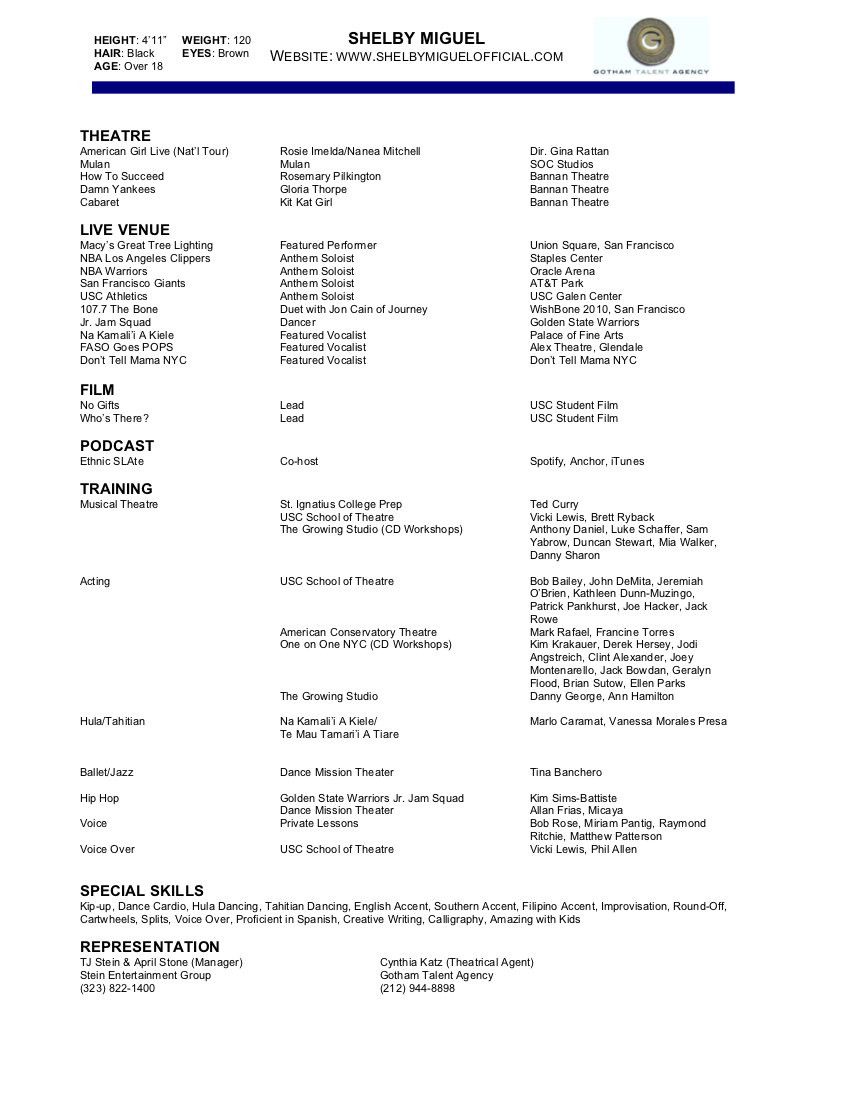 HEIGHT: 4’11” WEIGHT: 120
HAIR: Black EYES: Brown
AGE: Over 18
SHELBY MIGUEL
WEBSITE: WWW.SHELBYMIGUELOFFICIAL.COM
G
GOTHAM TALENT AGENCY
THEATRE
American Girl Live (Nat’l Tour) Rosie Imelda/Nanea Mitchell Dir. Gina Rattan
Mulan Mulan SOC Studios
How To Succeed Rosemary Pilkington Bannan Theatre
Damn Yankees Gloria Thorpe Bannan Theatre
Cabaret Kit Kat Girl Bannan Theatre
LIVE VENUE
Macy’s Great Tree Lighting Featured Performer Union Square, San Francisco
NBA Los Angeles Clippers Anthem Soloist Staples Center
NBA Warriors Anthem Soloist Oracle Arena
San Francisco Giants Anthem Soloist AT&T Park
USC Athletics Anthem Soloist USC Galen Center
107.7 The Bone Duet with Jon Cain of Journey WishBone 2010, San Francisco
Jr. Jam Squad Dancer Golden State Warriors
Na Kamali’i A Kiele Featured Vocalist Palace of Fine Arts
FASO Goes POPS Featured Vocalist Alex Theatre, Glendale
Don’t Tell Mama NYC Featured Vocalist Don’t Tell Mama NYC
FILM
No Gifts Lead USC Student Film
Who’s There? Lead USC Student Film
PODCAST
Ethnic SLAte Co-host Spotify, Anchor, iTunes
TRAINING
Musical Theatre St. Ignatius College Prep Ted Curry
USC School of Theatre Vicki Lewis, Brett Ryback
The Growing Studio (CD Workshops) Anthony Daniel, Luke Schaffer, Sam
Yabrow, Duncan Stewart, Mia Walker,
Danny Sharon
Acting USC School of Theatre Bob Bailey, John DeMita, Jeremiah
O’Brien, Kathleen Dunn-Muzingo,
Patrick Pankhurst, Joe Hacker, Jack
Rowe
American Conservatory Theatre Mark Rafael, Francine Torres
One on One NYC (CD Workshops) Kim Krakauer, Derek Hersey, Jodi
Angstreich, Clint Alexander, Joey
Montenarello, Jack Bowdan, Geralyn
Flood, Brian Sutow, Ellen Parks
The Growing Studio Danny George, Ann Hamilton
Hula/Tahitian Na Kamali’i A Kiele/ Marlo Caramat, Vanessa Morales Presa
Te Mau Tamari’i A Tiare
Ballet/Jazz Dance Mission Theater Tina Banchero
Hip Hop Golden State Warriors Jr. Jam Squad Kim Sims-Battiste
Dance Mission Theater Allan Frias, Micaya
Voice Private Lessons Bob Rose, Miriam Pantig, Raymond
Ritchie, Matthew Patterson
Voice Over USC School of Theatre Vicki Lewis, Phil Allen
SPECIAL SKILLS
Kip-up, Dance Cardio, Hula Dancing, Tahitian Dancing, English Accent, Southern Accent, Filipino Accent, Improvisation, Round-Off,
Cartwheels, Splits, Voice Over, Proficient in Spanish, Creative Writing, Calligraphy, Amazing with Kids
REPRESENTATION
TJ Stein & April Stone (Manager) Cynthia Katz (Theatrical Agent)
Stein Entertainment Group Gotham Talent Agency
(323) 822-1400 (212) 944-8898